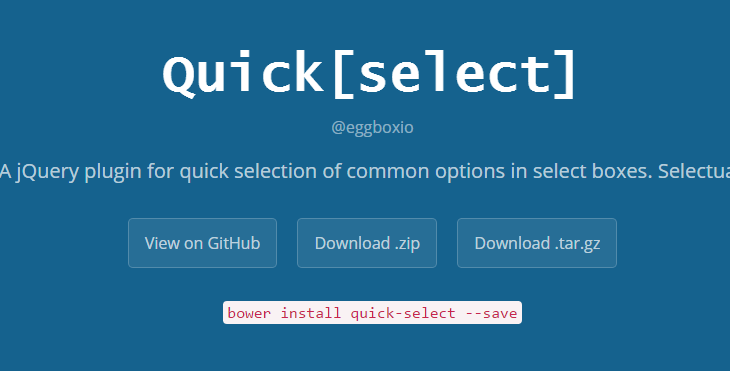 Quick[select]
@eggboxio
A jQuery plugin for quick selection of common options in select boxes.
View on GitHub Download .zip Download .tar.gz
bower install quick-select --save